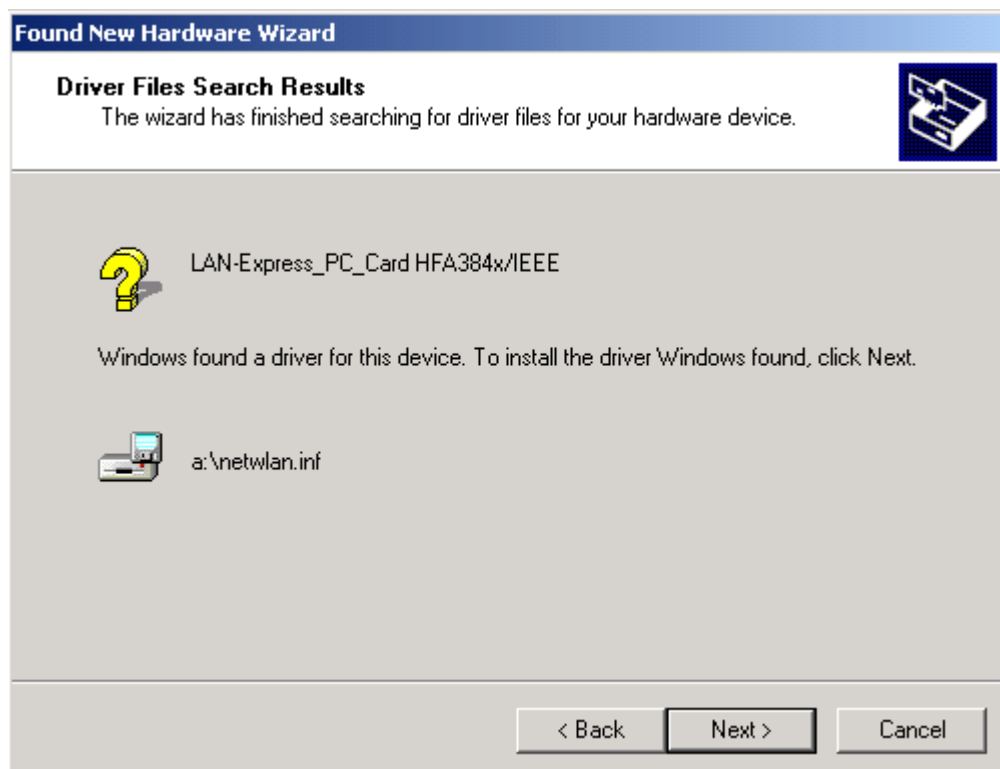 Found New Hardware Wizard
Driver Files Search Results
The wizard has finished searching for driver files for your hardware device.
LAN-Express_PC_Card HFA384x/IEEE
Windows found a driver for this device. To install the driver Windows found, click Next.
a:\netwlan.inf
< Back Next > Cancel